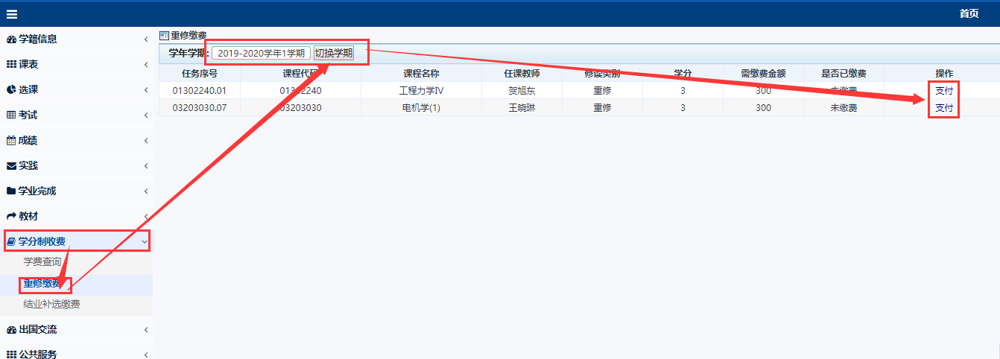 首页
学籍信息
课表
选课
考试
成绩
实践
学业完成
教材
学分制收费
学费查询
重修缴费
结业补选缴费
出国交流
公共服务
重修缴费
学年学期: 2019-2020学年1学期 切换学期
任务序号 课程代码 课程名称 任课教师 修读类别 学分 需缴费金额 是否已缴费 操作
01302240.01 01302240 工程力学IV 贺旭东 重修 3 300 未缴费 支付
03203030.07 03203030 电机学(1) 王晓琳 重修 3 300 未缴费 支付